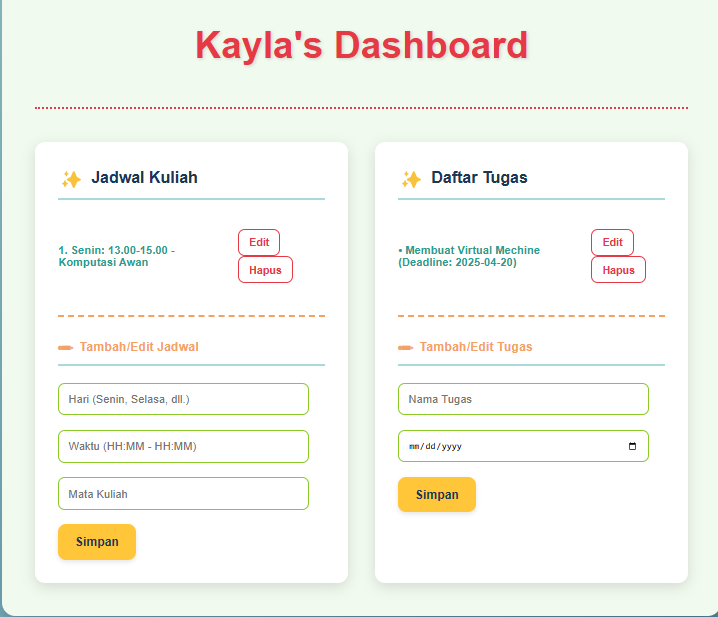 Kayla's Dashboard
Jadwal Kuliah
1. Senin: 13.00-15.00 -
Komputasi Awan
Edit
Hapus
Tambah/Edit Jadwal
Hari (Senin, Selasa, dll.)
Waktu (HH:MM - HH:MM)
Mata Kuliah
Simpan
Daftar Tugas
• Membuat Virtual Mechine
(Deadline: 2025-04-20)
Edit
Hapus
Tambah/Edit Tugas
Nama Tugas
mm/dd/yyyy
Simpan